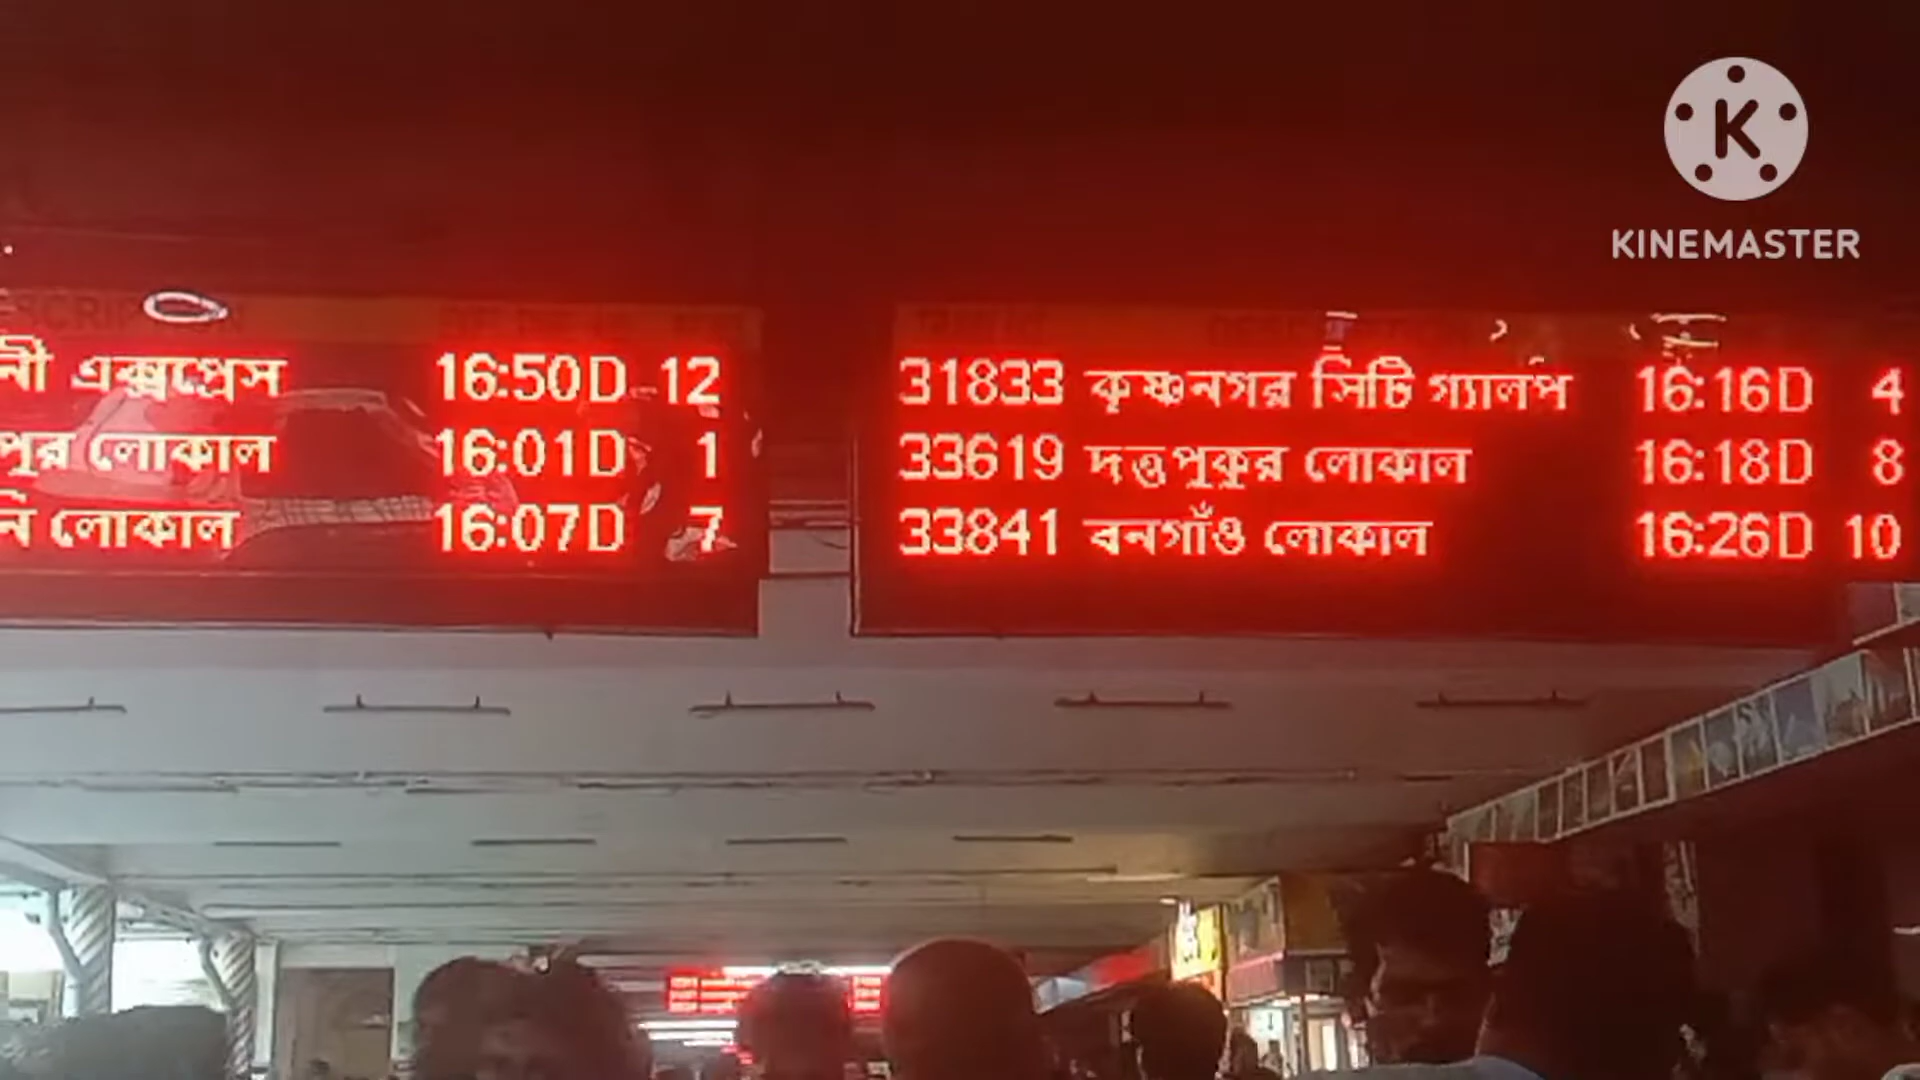 K
KINEMASTER
এক্সপ্রেস 16:50D 12
লোকাল 16:01D 1
লোকাল 16:07D 7
31833 কৃষ্ণনগর সিটি গ্যালপ 16:16D 4
33619 দত্তপুকুর লোকাল 16:18D 8
33841 বনগাঁও লোকাল 16:26D 10